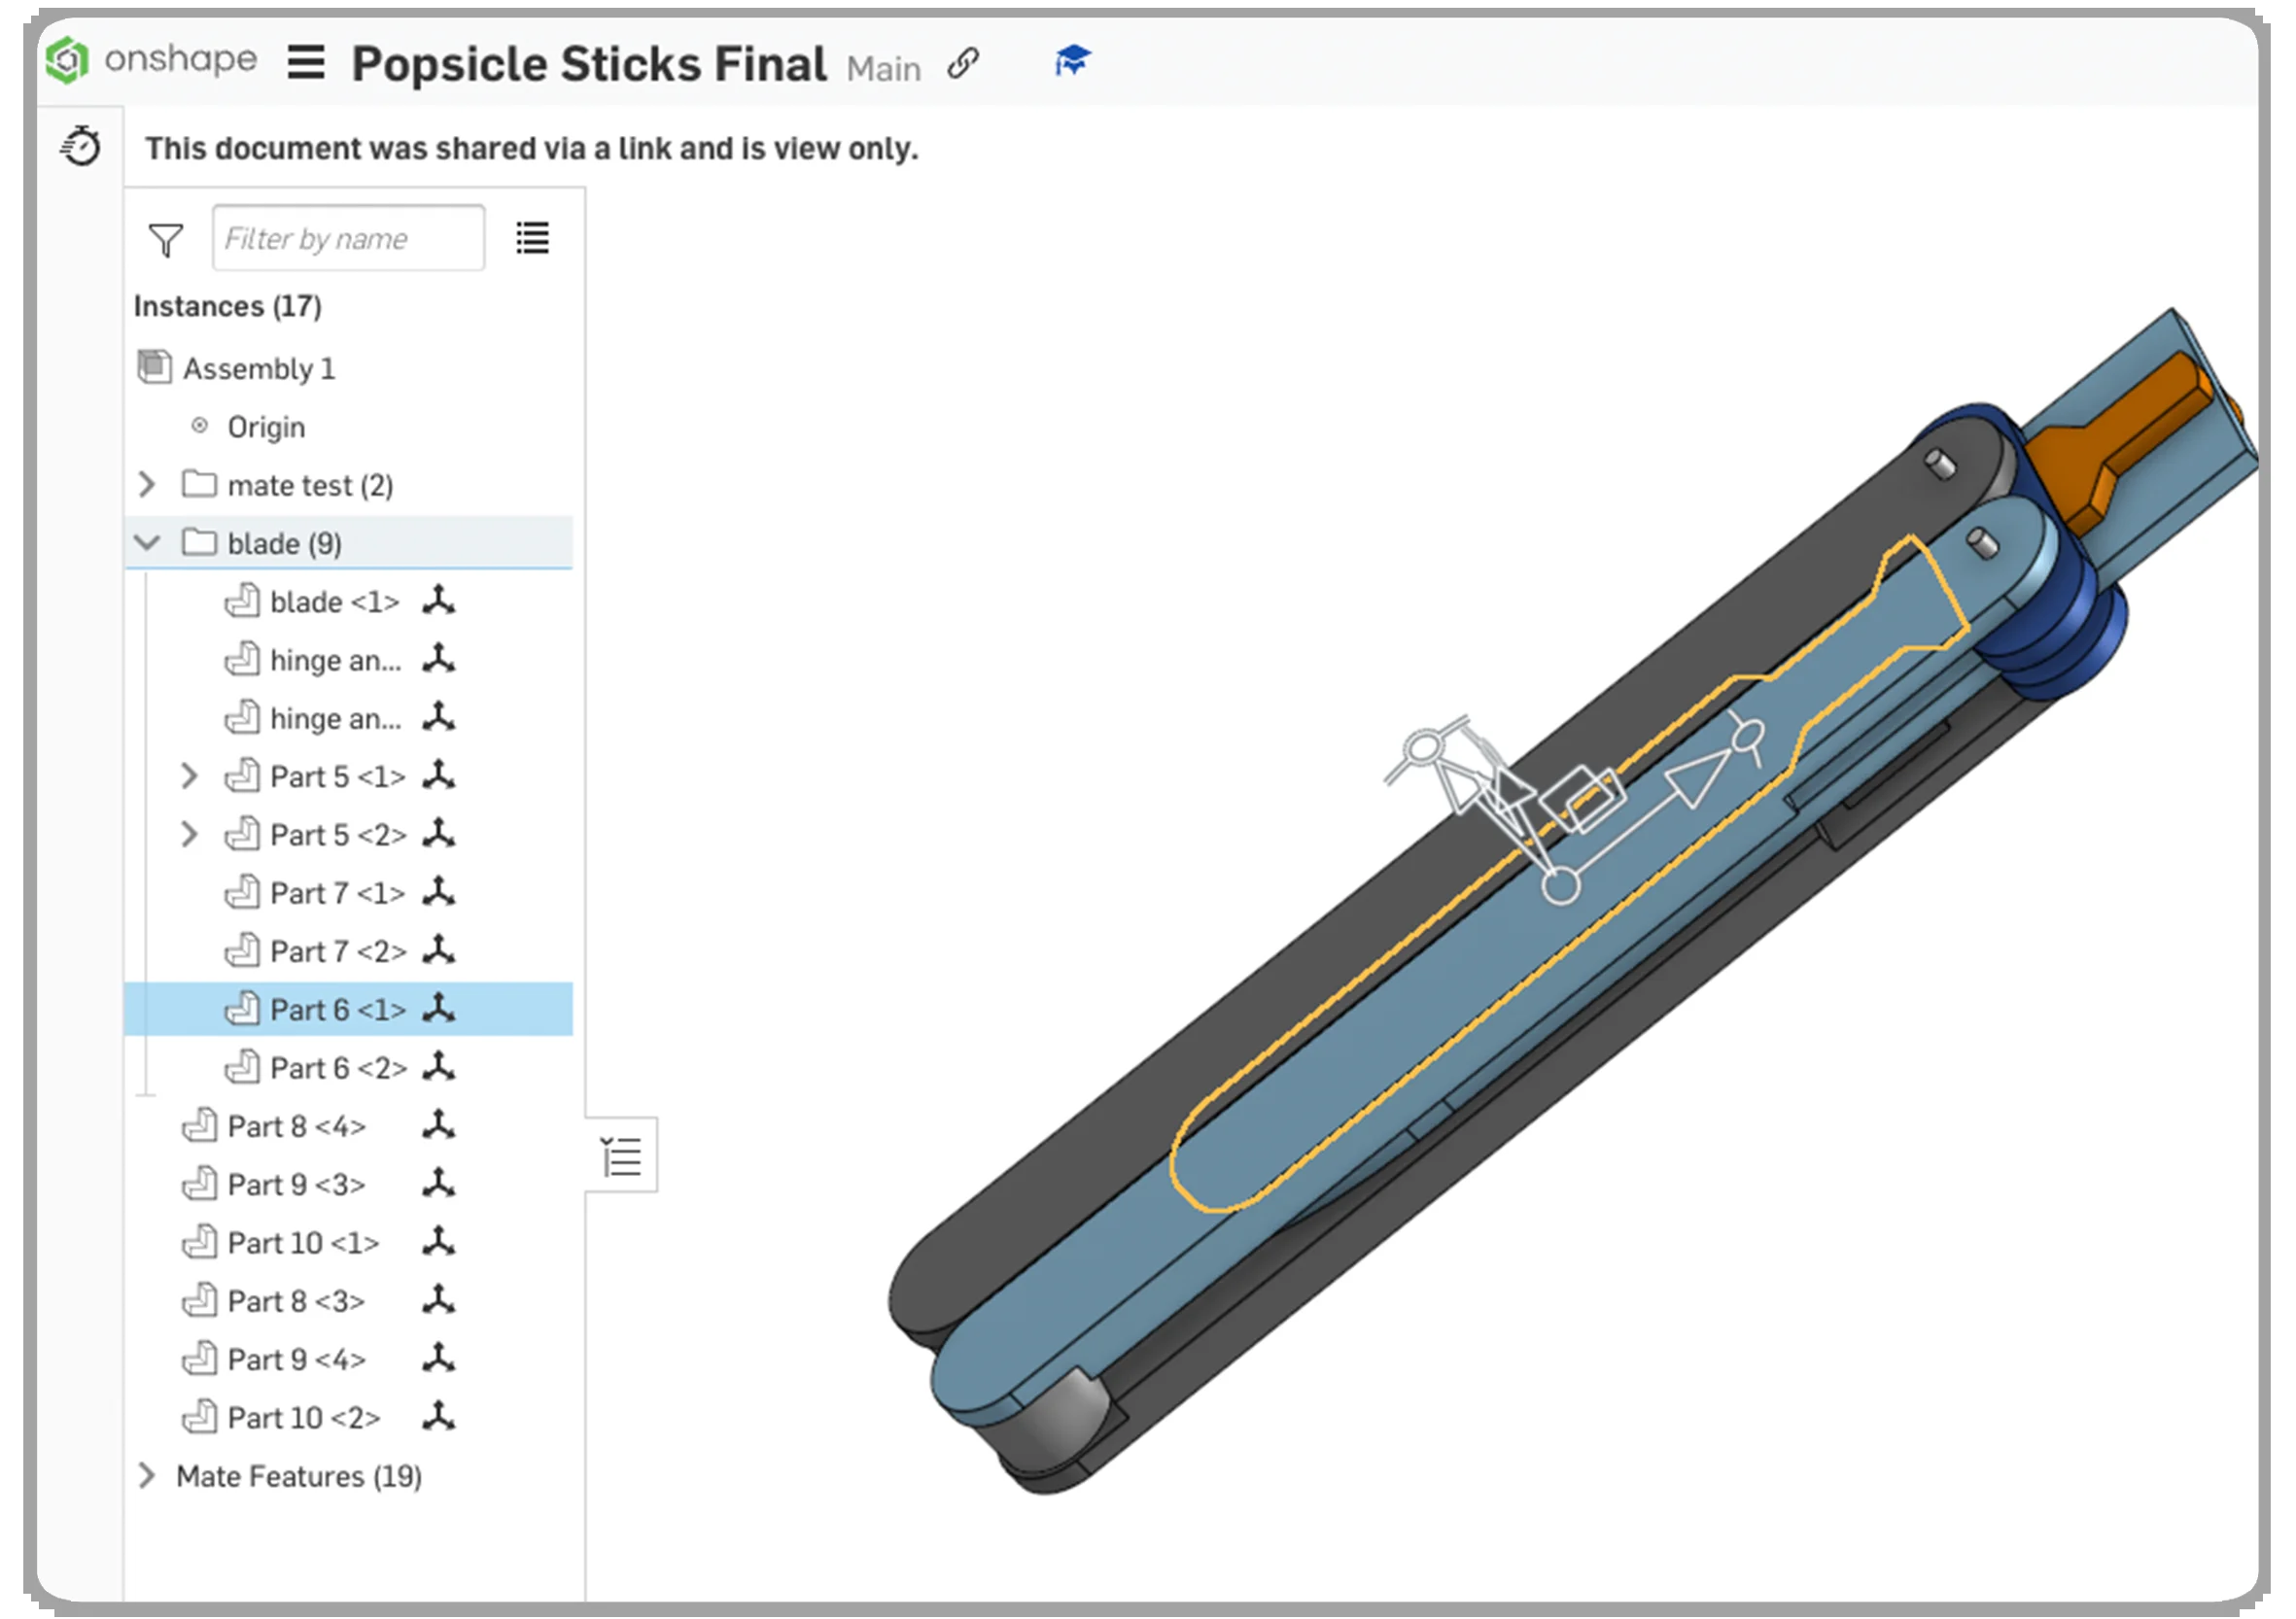 onshape Popsicle Sticks Final Main
This document was shared via a link and is view only.
Filter by name
Instances (17)
Assembly 1
Origin
mate test (2)
blade (9)
blade <1>
hinge an...
hinge an...
Part 5 <1>
Part 5 <2>
Part 7 <1>
Part 7 <2>
Part 6 <1>
Part 6 <2>
Part 8 <4>
Part 9 <3>
Part 10 <1>
Part 8 <3>
Part 9 <4>
Part 10 <2>
Mate Features (19)